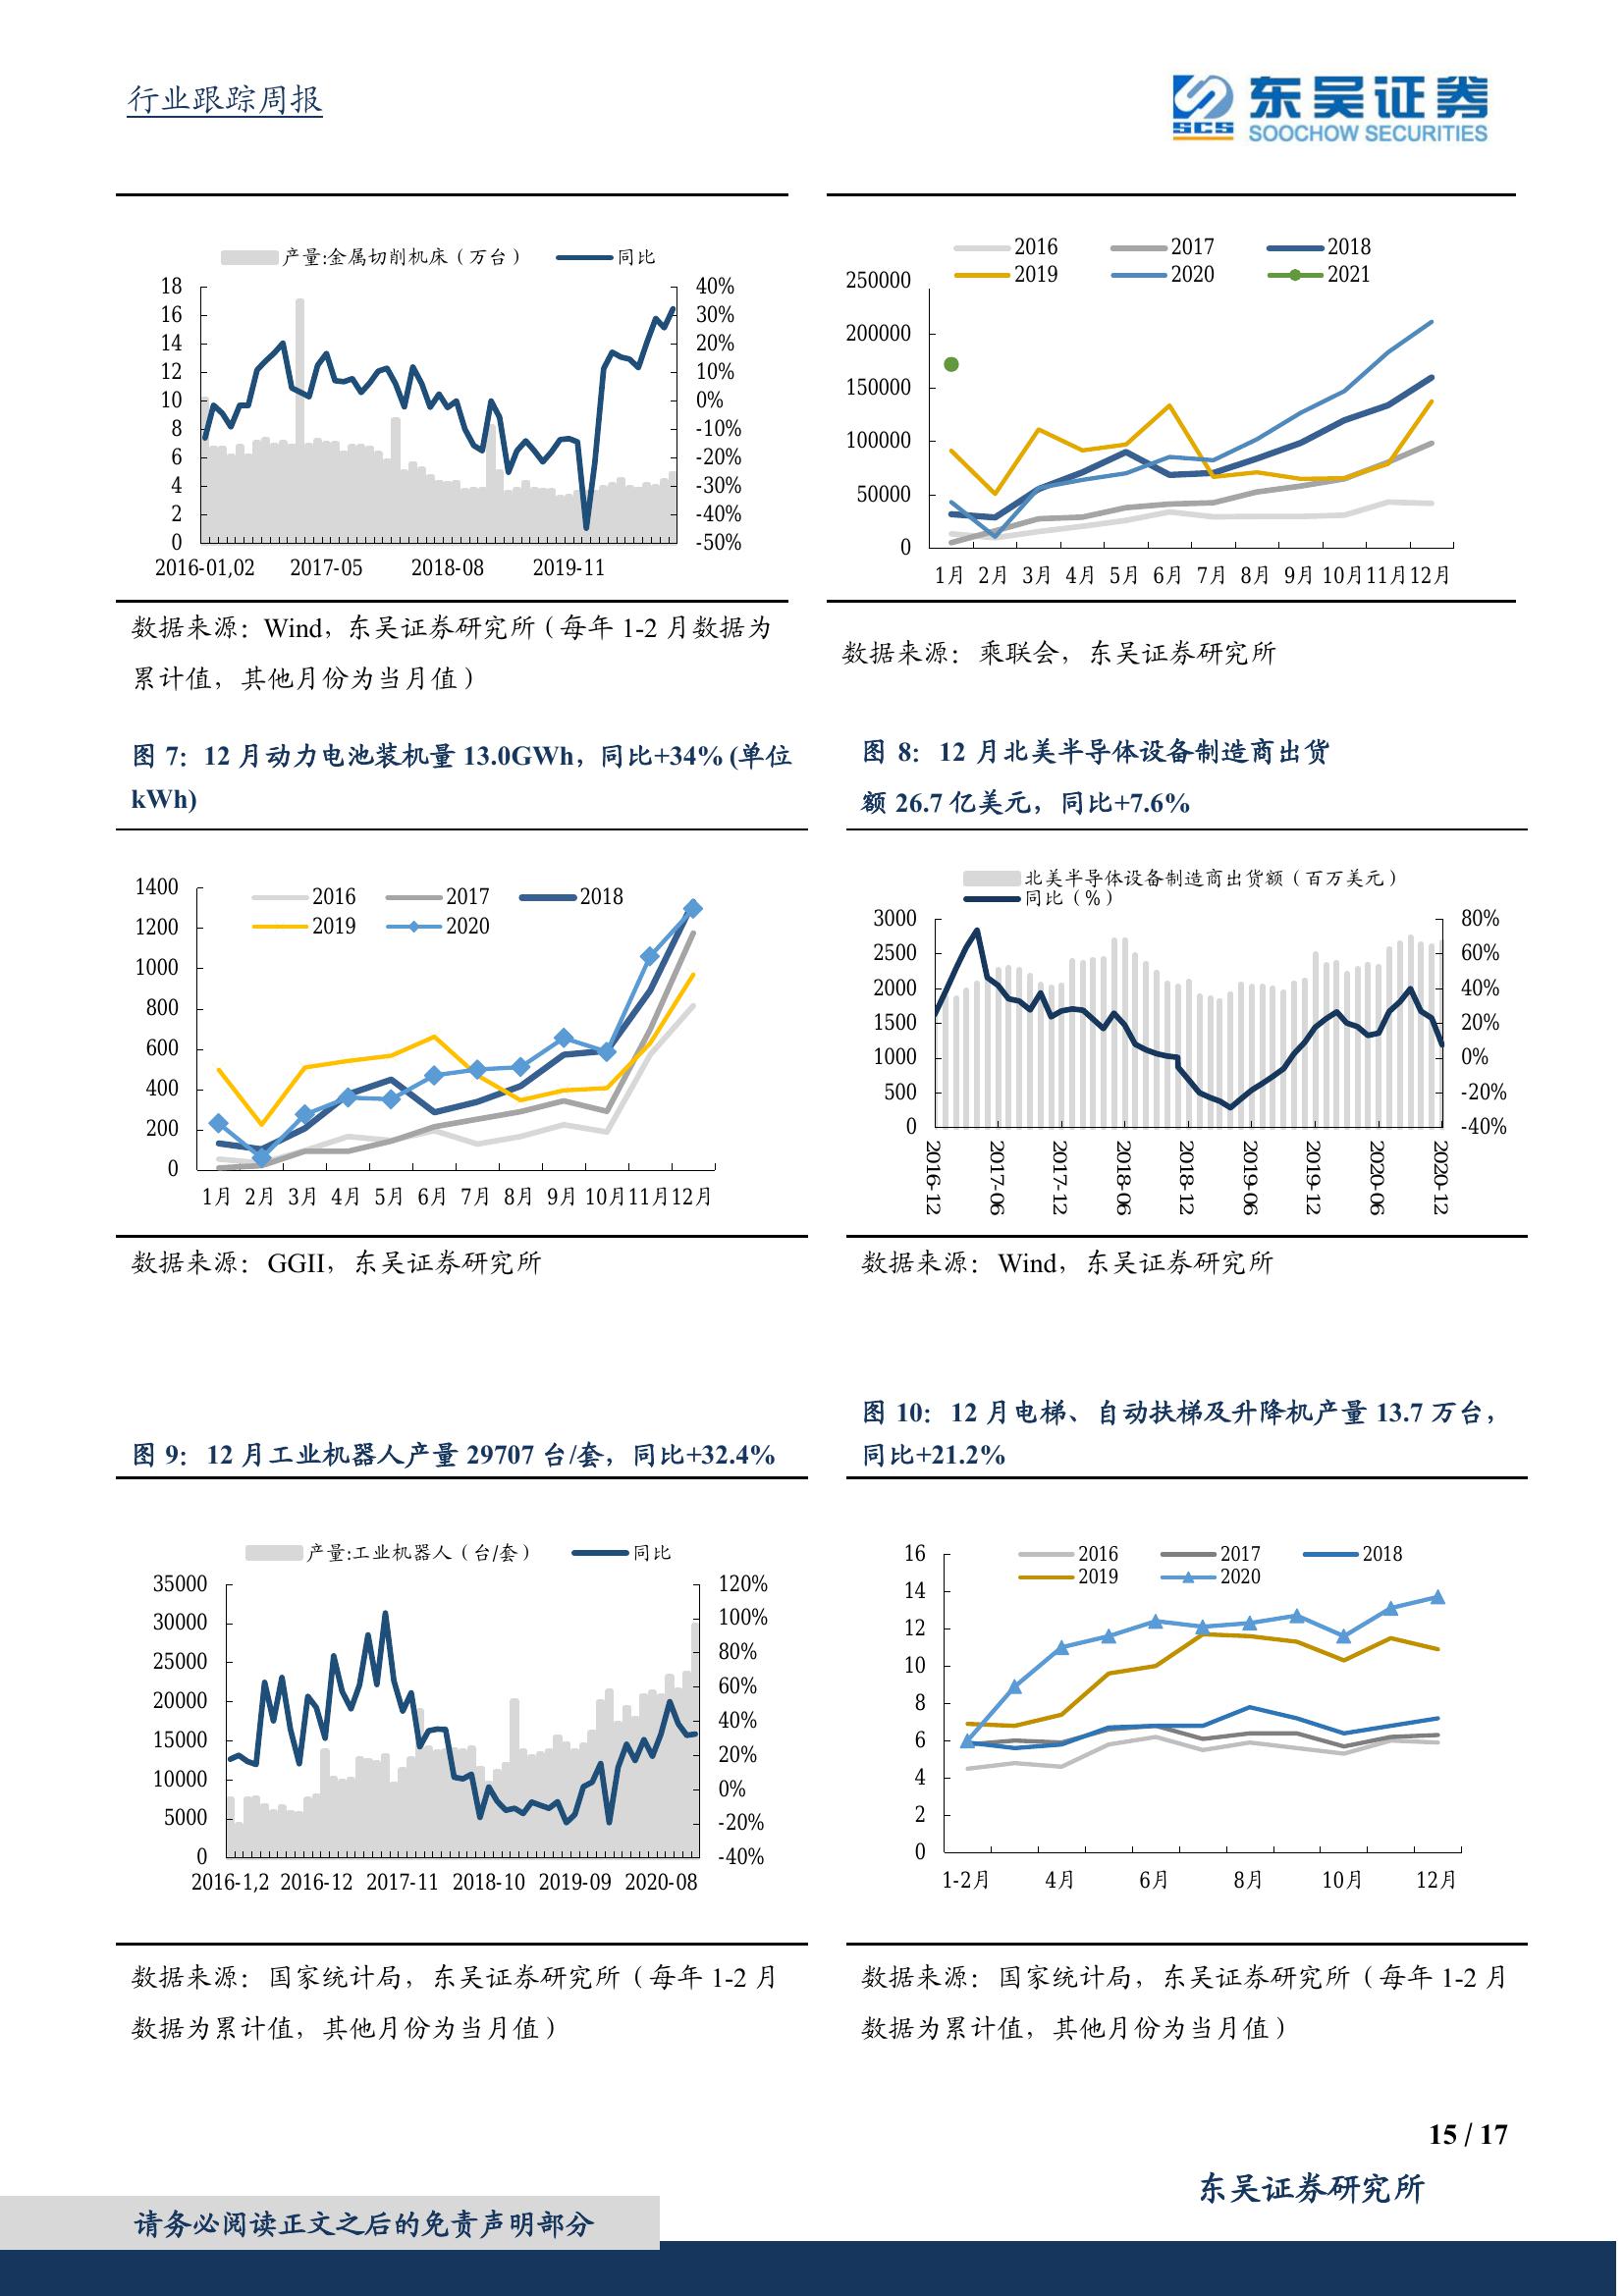 行业跟踪周报
SCS
东吴证券
SOOCHOW SECURITIES
产量:金属切削机床（万台）
同比
18
16
14
12
10
8
6
4
2
0
40%
30%
20%
10%
0%
-10%
-20%
-30%
-40%
-50%
2016-01,02 2017-05 2018-08 2019-11
2016 2017 2018
2019 2020 2021
250000
200000
150000
100000
50000
0
1月 2月 3月 4月 5月 6月 7月 8月 9月 10月 11月 12月
数据来源：Wind，东吴证券研究所（每年 1-2 月数据为
累计值，其他月份为当月值）
数据来源：乘联会，东吴证券研究所
图 7：12 月动力电池装机量 13.0GWh，同比+34% (单位
kWh)
图 8：12 月北美半导体设备制造商出货
额 26.7 亿美元，同比+7.6%
2016 2017 2018
2019 2020
1400
1200
1000
800
600
400
200
0
1月 2月 3月 4月 5月 6月 7月 8月 9月 10月 11月 12月
北美半导体设备制造商出货额（百万美元）
同比（%）
3000
2500
2000
1500
1000
500
0
80%
60%
40%
20%
0%
-20%
-40%
2016-12 2017-06 2017-12 2018-06 2018-12 2019-06 2019-12 2020-06 2020-12
数据来源：GGII，东吴证券研究所
数据来源：Wind，东吴证券研究所
图 9：12 月工业机器人产量 29707 台/套，同比+32.4%
图 10：12 月电梯、自动扶梯及升降机产量 13.7 万台，
同比+21.2%
产量:工业机器人（台/套）
同比
35000
30000
25000
20000
15000
10000
5000
0
120%
100%
80%
60%
40%
20%
0%
-20%
-40%
2016-1,2 2016-12 2017-11 2018-10 2019-09 2020-08
2016 2017 2018
2019 2020
16
14
12
10
8
6
4
2
0
1-2月 4月 6月 8月 10月 12月
数据来源：国家统计局，东吴证券研究所（每年 1-2 月
数据为累计值，其他月份为当月值）
数据来源：国家统计局，东吴证券研究所（每年 1-2 月
数据为累计值，其他月份为当月值）
15 / 17
东吴证券研究所
请务必阅读正文之后的免责声明部分